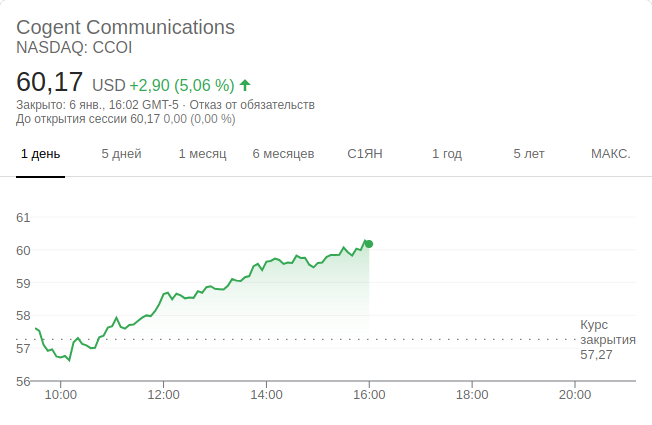 Cogent Communications
NASDAQ: CCOI
60,17 USD +2,90 (5,06 %)
Закрыто: 6 янв., 16:02 GMT-5 · Отказ от обязательств
До открытия сессии 60,17 0,00 (0,00 %)
1 день 5 дней 1 месяц 6 месяцев С1ЯН 1 год 5 лет МАКС.
61
60
59
58
57
56
Курс
закрытия
57,27
10:00 12:00 14:00 16:00 18:00 20:00